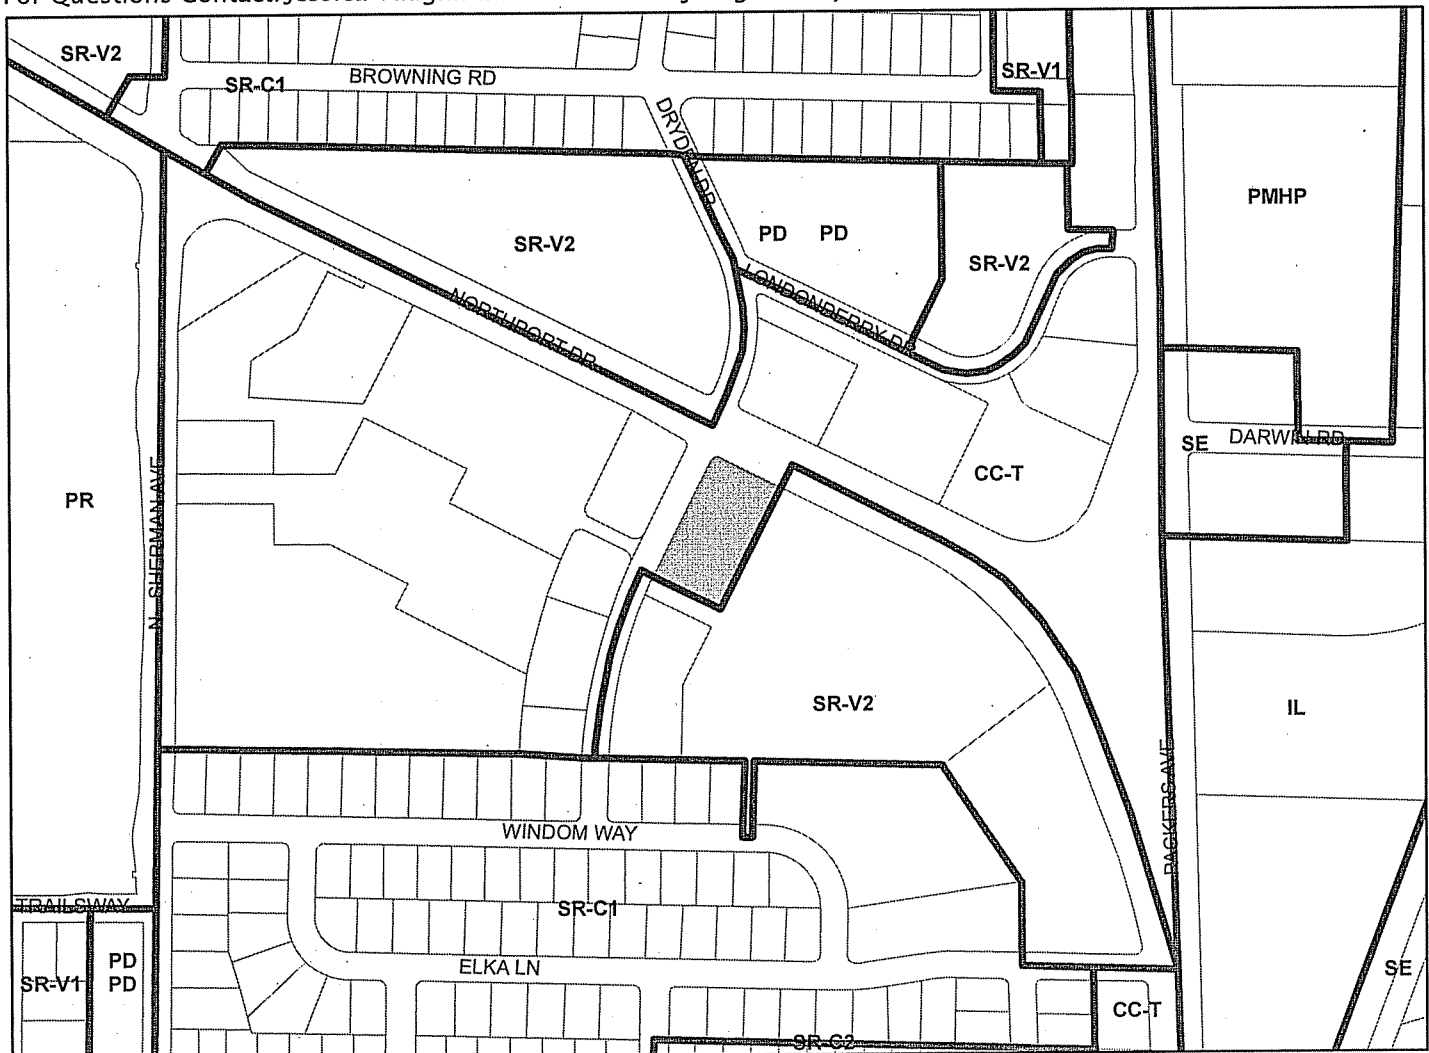 For Questions Contact:
SR-V2
SR-C1
BROWNING RD
SR-V1
DRYDEN DR
PMHP
SR-V2
PD PD
SR-V2
LONDONBERRY DR
NORTHPORT DR
SE
DARWIN RD
CC-T
PR
N SHERMAN AVE
SR-V2
IL
PACKERS AVE
WINDOM WAY
TRAILSWAY
SR-C1
PD
SR-V1
PD
ELKA LN
SE
CC-T
SR-C2